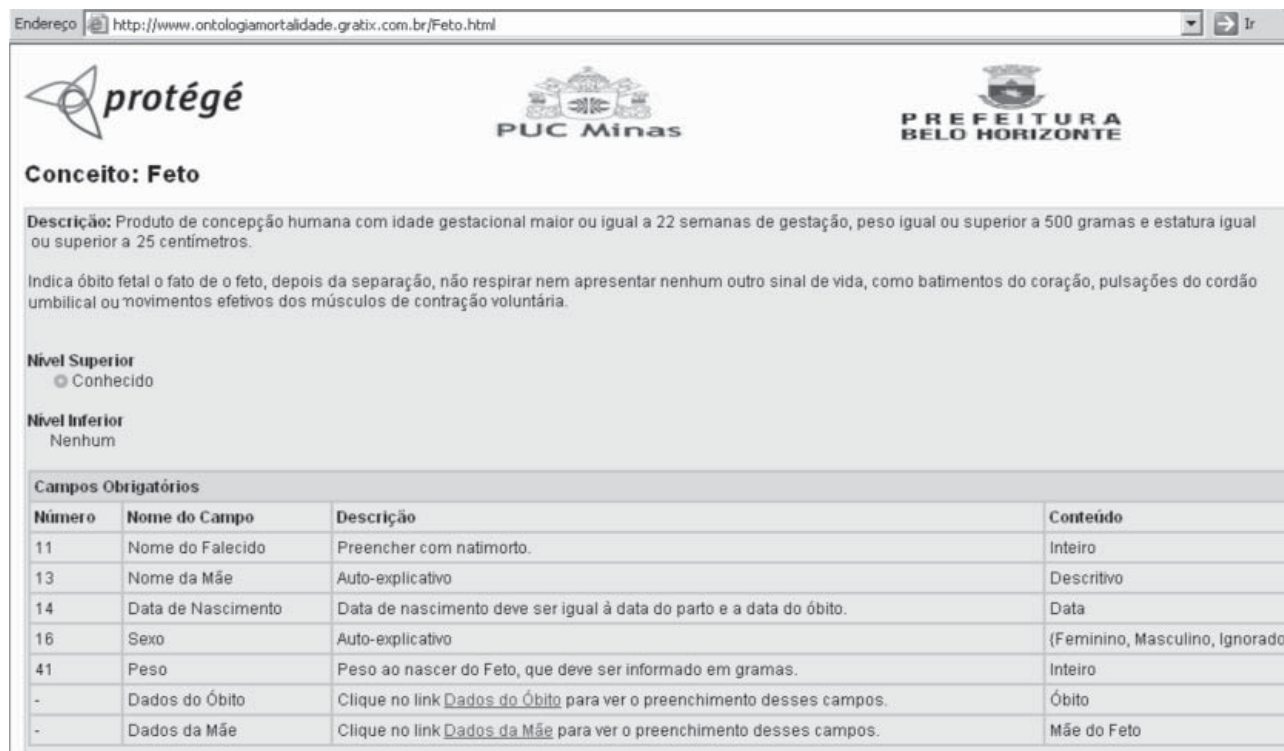 Endereço http://www.ontologiamortalidade.gratix.com.br/Feto.html Ir
protégé
PUC Minas
PREFEITURA
BELO HORIZONTE
Conceito: Feto
Descrição: Produto de concepção humana com idade gestacional maior ou igual a 22 semanas de gestação, peso igual ou superior a 500 gramas e estatura igual
ou superior a 25 centímetros.
Indica óbito fetal o fato de o feto, depois da separação, não respirar nem apresentar nenhum outro sinal de vida, como batimentos do coração, pulsações do cordão
umbilical ou movimentos efetivos dos músculos de contração voluntária.
Nível Superior
Conhecido
Nível Inferior
Nenhum
Campos Obrigatórios
Número Nome do Campo Descrição Conteúdo
11 Nome do Falecido Preencher com natimorto. Inteiro
13 Nome da Mãe Auto-explicativo Descritivo
14 Data de Nascimento Data de nascimento deve ser igual à data do parto e a data do óbito. Data
16 Sexo Auto-explicativo (Feminino, Masculino, Ignorado
41 Peso Peso ao nascer do Feto, que deve ser informado em gramas. Inteiro
- Dados do Óbito Clique no link Dados do Óbito para ver o preenchimento desses campos. Óbito
- Dados da Mãe Clique no link Dados da Mãe para ver o preenchimento desses campos. Mãe do Feto